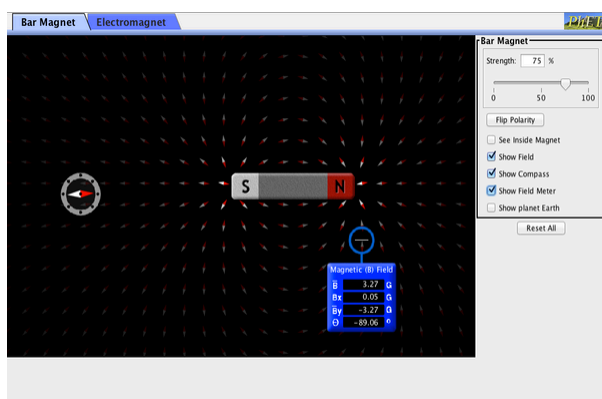 Bar Magnet Electromagnet
PhET
Bar Magnet
Strength: 75 %
0 50 100
Flip Polarity
See Inside Magnet
Show Field
Show Compass
Show Field Meter
Show planet Earth
Reset All
S N
Magnetic (B) Field
B 3.27 G
Bx 0.05 G
By -3.27 G
Θ -89.06 °